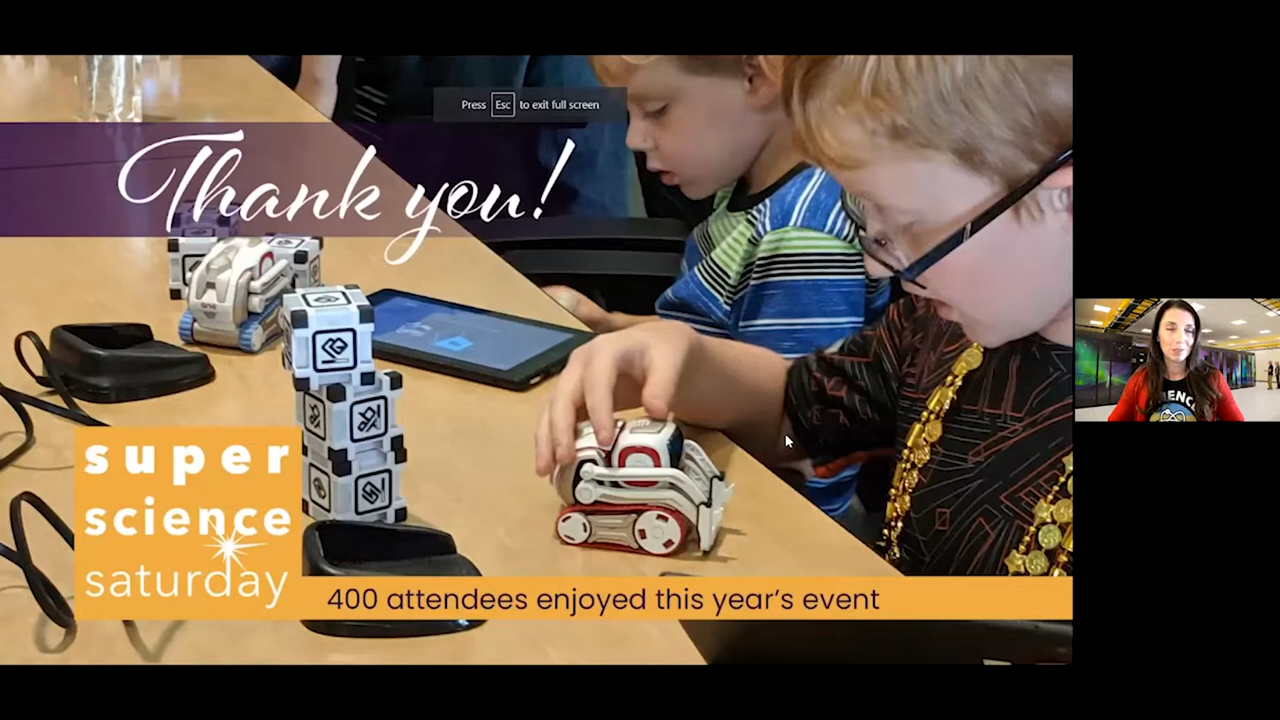 Press Esc to exit full screen
Thank you!
super
science
saturday
400 attendees enjoyed this year's event